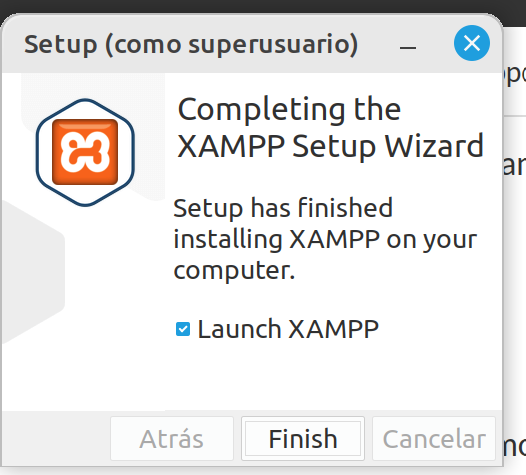 Setup (como superusuario)
Completing the
XAMPP Setup Wizard
Setup has finished
installing XAMPP on your
computer.
Launch XAMPP
Atrás
Finish
Cancelar